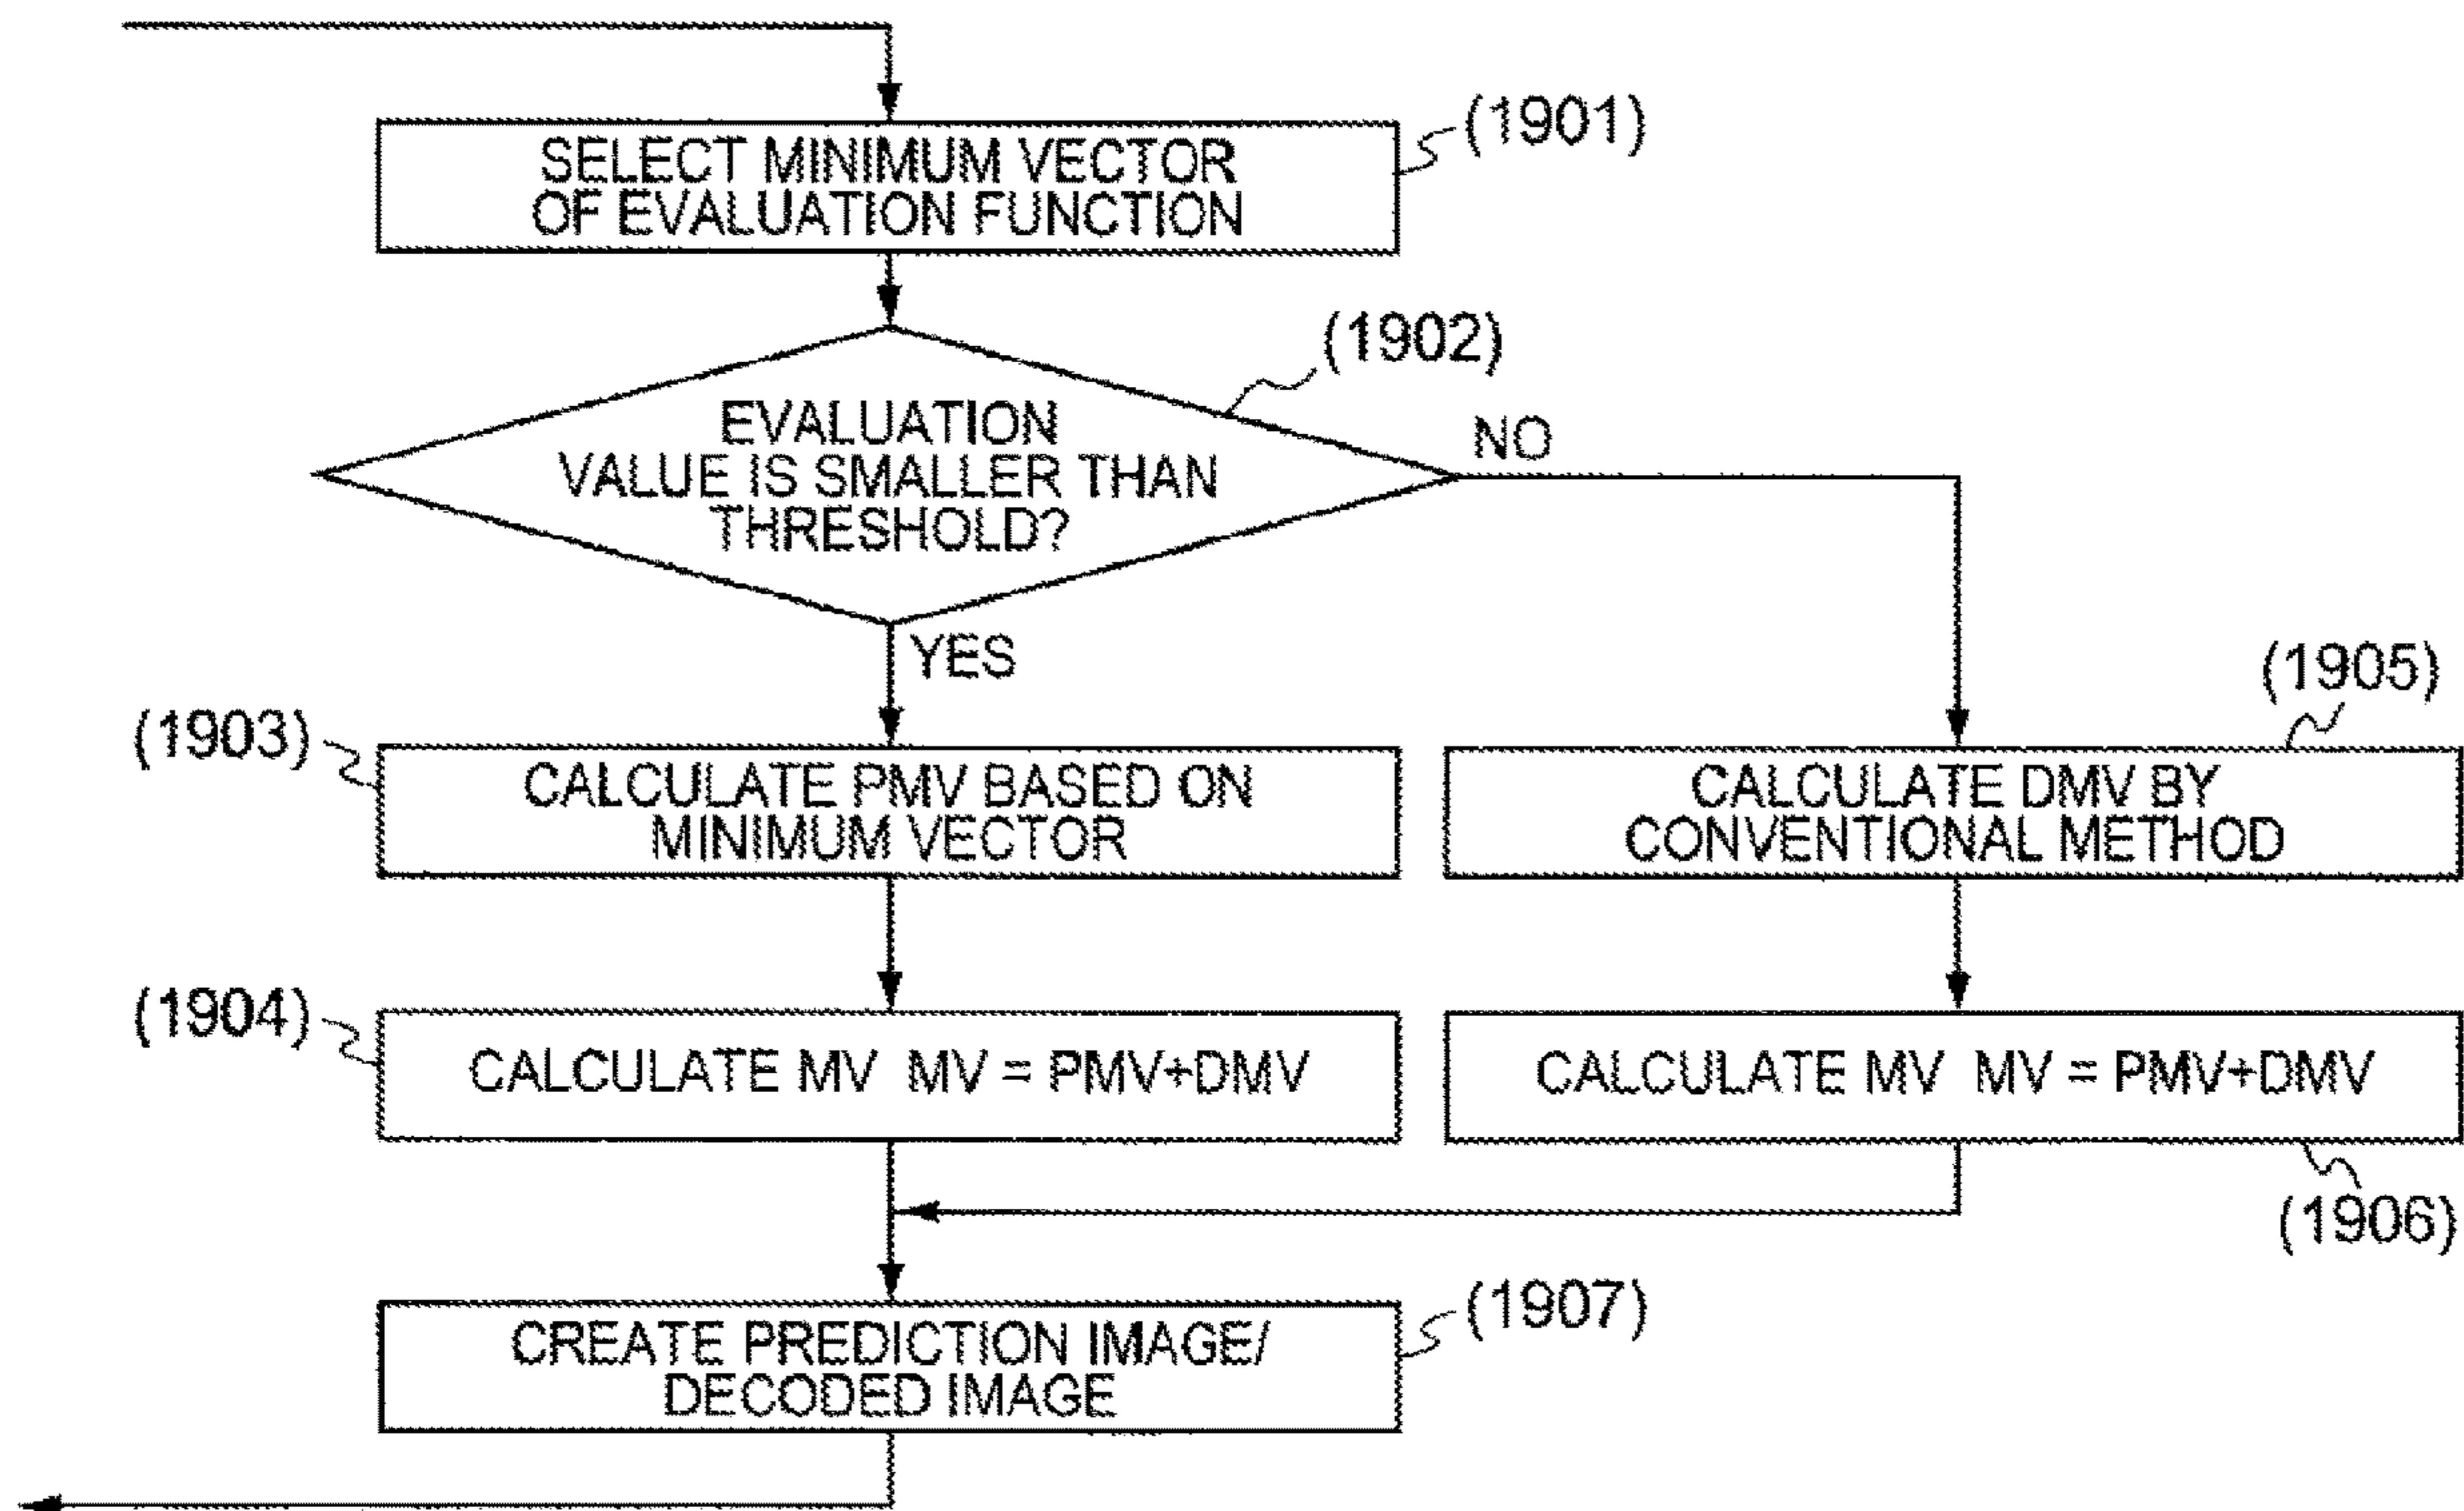 (1901)
SELECT MINIMUM VECTOR
OF EVALUATION FUNCTION
(1902)
EVALUATION
VALUE IS SMALLER THAN
THRESHOLD?
NO
YES
(1903)
CALCULATE PMV BASED ON
MINIMUM VECTOR
(1905)
CALCULATE DMV BY
CONVENTIONAL METHOD
(1904)
CALCULATE MV  MV = PMV+DMV
CALCULATE MV  MV = PMV+DMV
(1906)
CREATE PREDICTION IMAGE/
DECODED IMAGE
(1907)